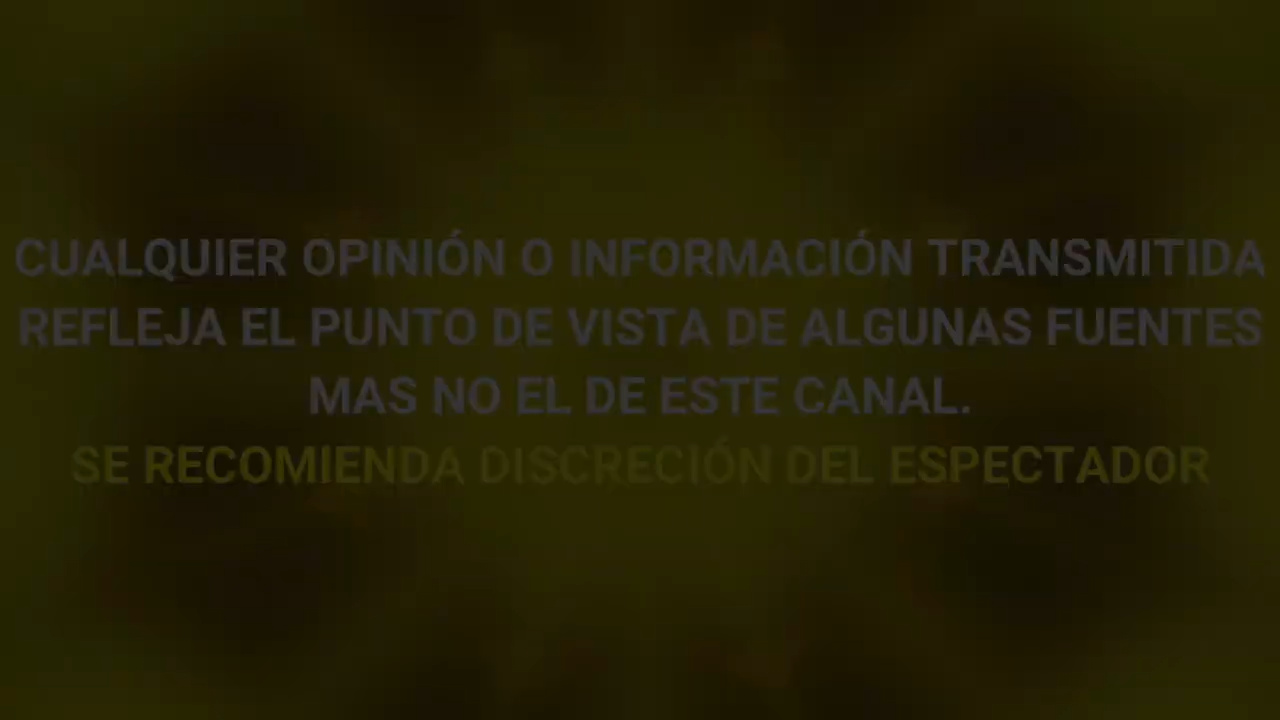 CUALQUIER OPINIÓN O INFORMACIÓN TRANSMITIDA
REFLEJA EL PUNTO DE VISTA DE ALGUNAS FUENTES
MAS NO EL DE ESTE CANAL.
SE RECOMIENDA DISCRECIÓN DEL ESPECTADOR